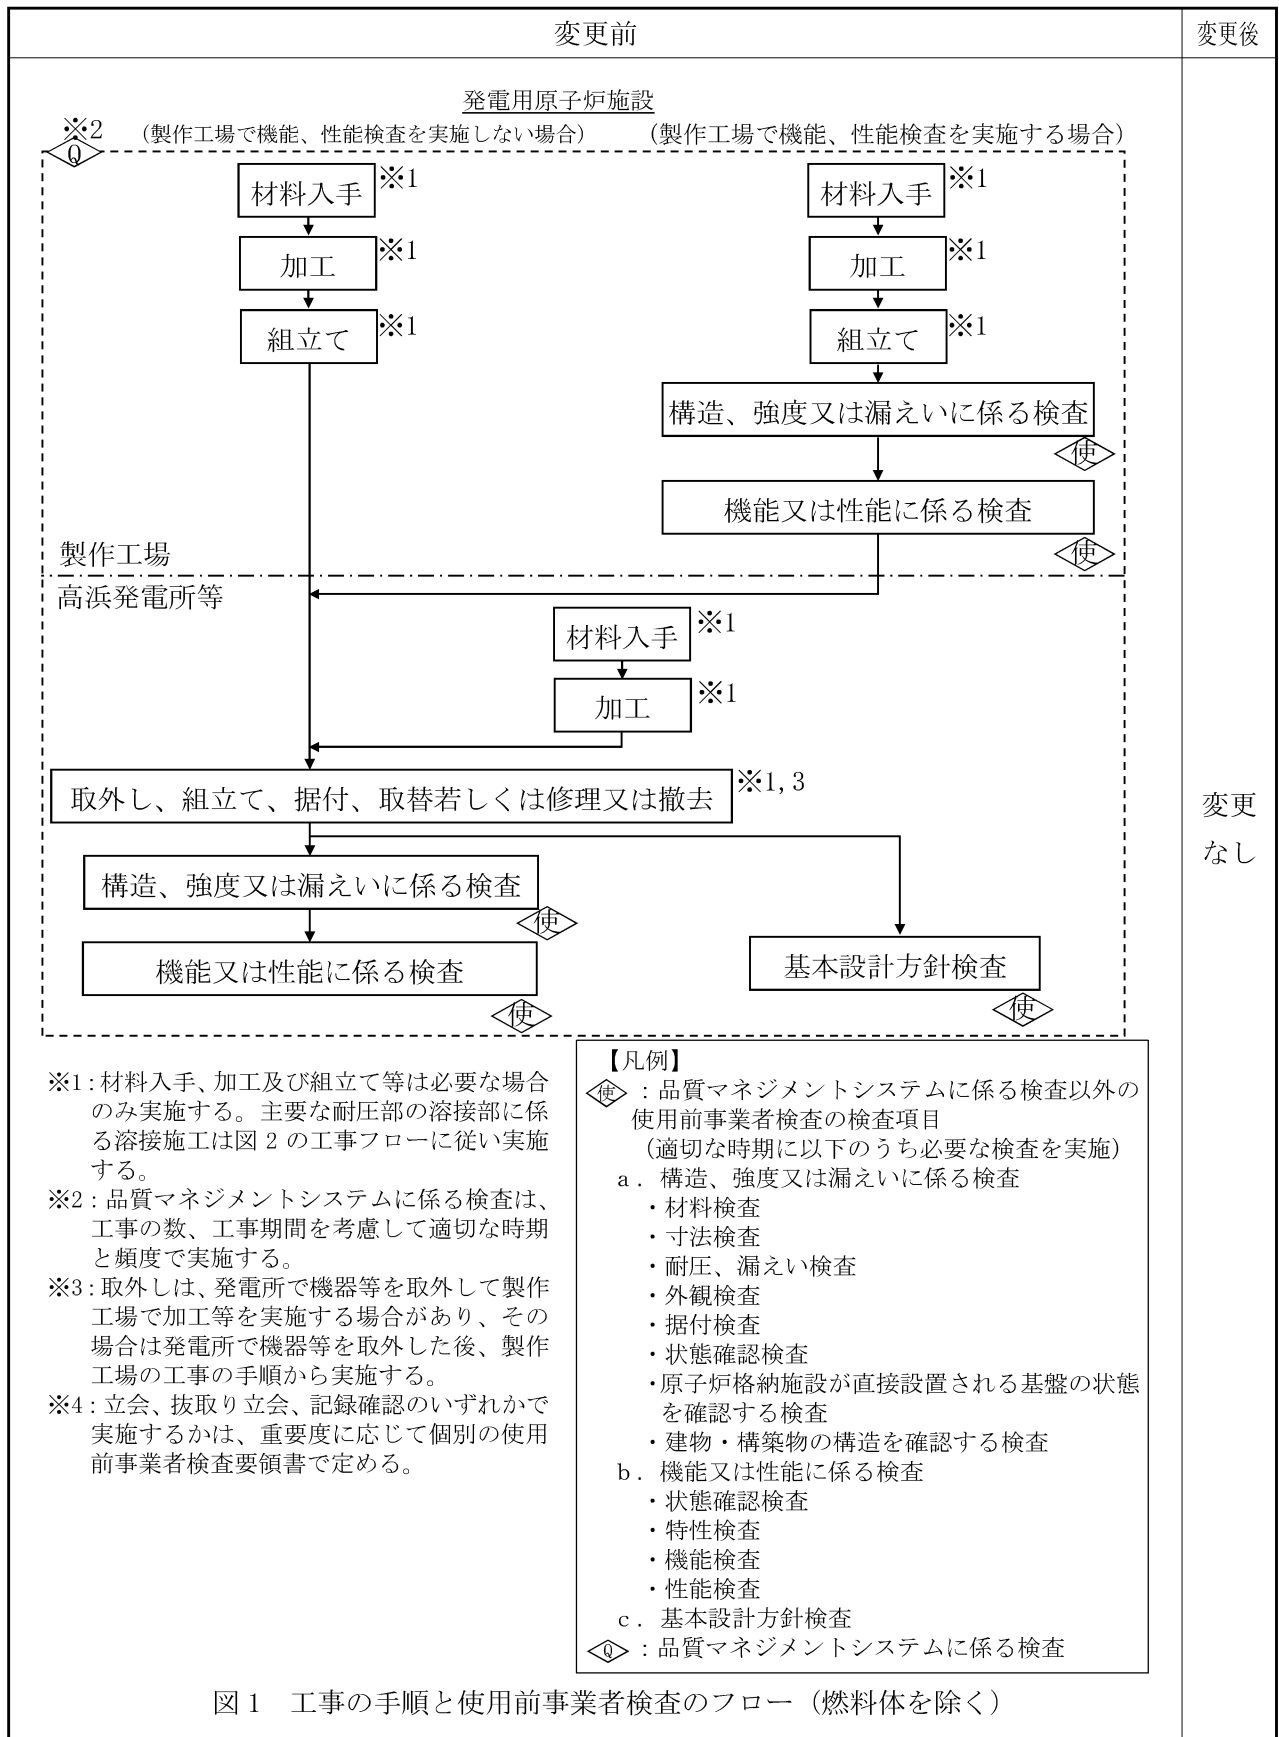 変更前
変更後
発電用原子炉施設
※2
Q
（製作工場で機能、性能検査を実施しない場合）
（製作工場で機能、性能検査を実施する場合）
材料入手
※1
加工
※1
組立て
※1
材料入手
※1
加工
※1
組立て
※1
構造、強度又は漏えいに係る検査
使
機能又は性能に係る検査
使
製作工場
高浜発電所等
材料入手
※1
加工
※1
取外し、組立て、据付、取替若しくは修理又は撤去
※1, 3
構造、強度又は漏えいに係る検査
使
機能又は性能に係る検査
使
基本設計方針検査
使
変更
なし
※1：材料入手、加工及び組立て等は必要な場合
のみ実施する。主要な耐圧部の溶接部に係
る溶接施工は図 2 の工事フローに従い実施
する。
※2：品質マネジメントシステムに係る検査は、
工事の数、工事期間を考慮して適切な時期
と頻度で実施する。
※3：取外しは、発電所で機器等を取外して製作
工場で加工等を実施する場合があり、その
場合は発電所で機器等を取外した後、製作
工場の工事の手順から実施する。
※4：立会、抜取り立会、記録確認のいずれかで
実施するかは、重要度に応じて個別の使用
前事業者検査要領書で定める。
【凡例】
使：品質マネジメントシステムに係る検査以外の
使用前事業者検査の検査項目
（適切な時期に以下のうち必要な検査を実施）
a．構造、強度又は漏えいに係る検査
・材料検査
・寸法検査
・耐圧、漏えい検査
・外観検査
・据付検査
・状態確認検査
・原子炉格納施設が直接設置される基盤の状態
を確認する検査
・建物・構築物の構造を確認する検査
b．機能又は性能に係る検査
・状態確認検査
・特性検査
・機能検査
・性能検査
c．基本設計方針検査
Q：品質マネジメントシステムに係る検査
図 1　工事の手順と使用前事業者検査のフロー（燃料体を除く）